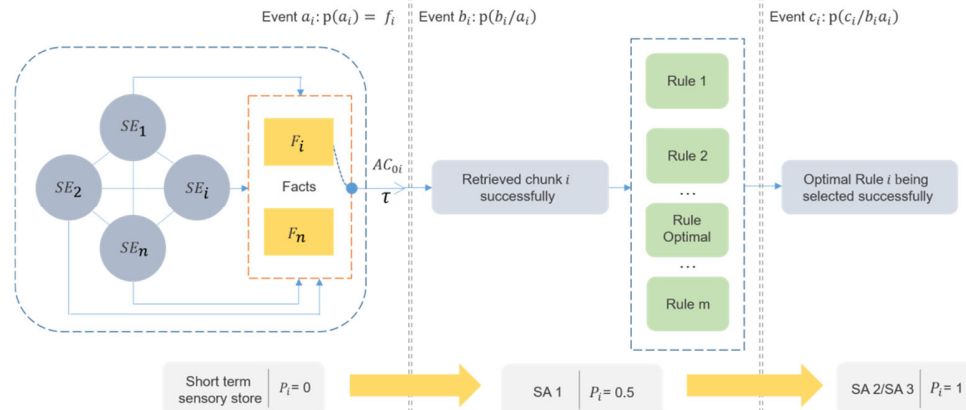 Event a_i: p(a_i) = f_i
Event b_i: p(b_i/a_i)
Event c_i: p(c_i/b_i a_i)
SE_1
SE_2
SE_i
SE_n
F_i
Facts
F_n
AC_0i
τ
Retrieved chunk i
successfully
Rule 1
Rule 2
...
Rule
Optimal
...
Rule m
Optimal Rule i being
selected successfully
Short term
sensory store
P_i= 0
SA 1
P_i= 0.5
SA 2/SA 3
P_i= 1